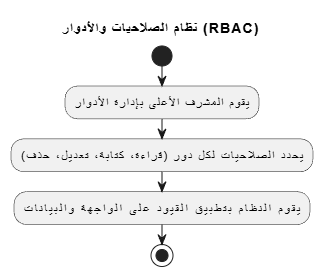 نظام الصلاحيات والأدوار (RBAC)
يقوم المشرف الأعلى بإدارة الأدوار
يحدد الصلاحيات لكل دور (قراءة، كتابة، تعديل، حذف)
يقوم النظام بتطبيق القيود على الواجهة والبيانات